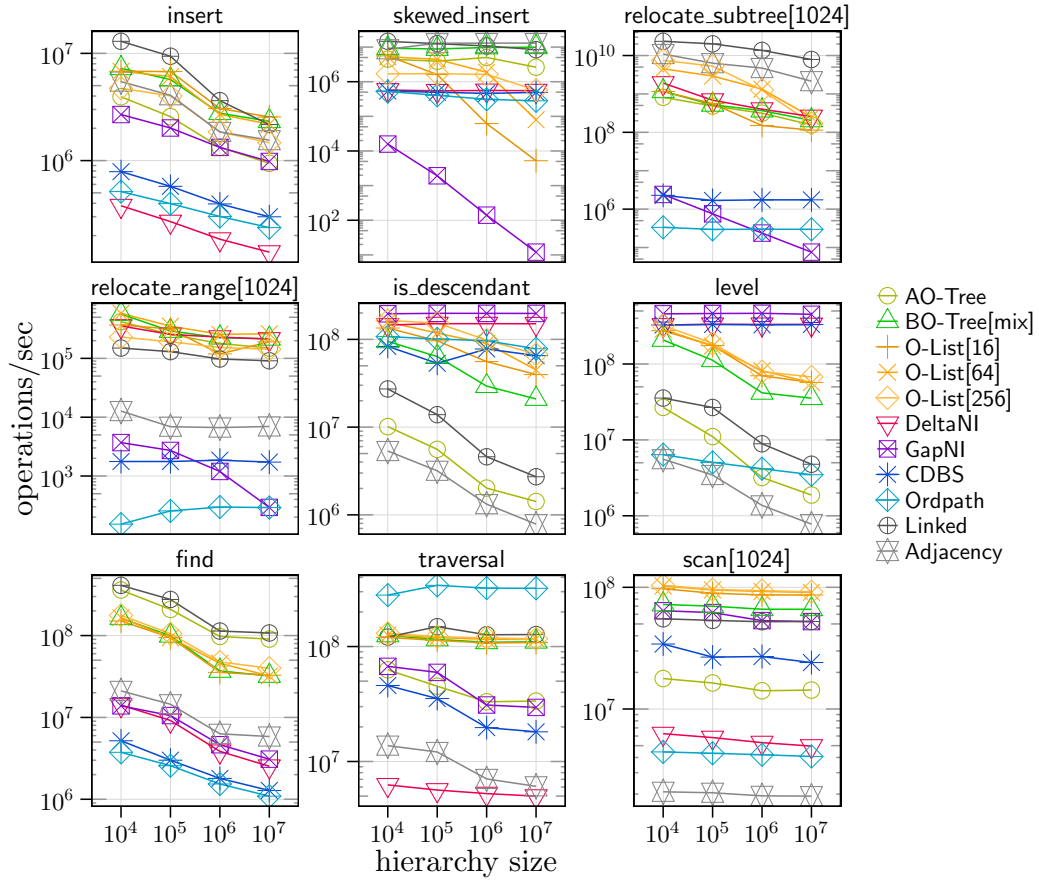 insert
skewed_insert
relocate_subtree[1024]
10^7
10^6
10^6
10^4
10^2
10^10
10^8
10^6
relocate_range[1024]
is_descendant
level
10^5
10^4
10^3
10^8
10^7
10^6
10^8
10^7
10^6
operations/sec
AO-Tree
BO-Tree[mix]
O-List[16]
O-List[64]
O-List[256]
DeltaNI
GapNI
CDBS
Ordpath
Linked
Adjacency
find
traversal
scan[1024]
10^8
10^7
10^6
10^8
10^7
10^8
10^7
10^4 10^5 10^6 10^7
10^4 10^5 10^6 10^7
10^4 10^5 10^6 10^7
hierarchy size